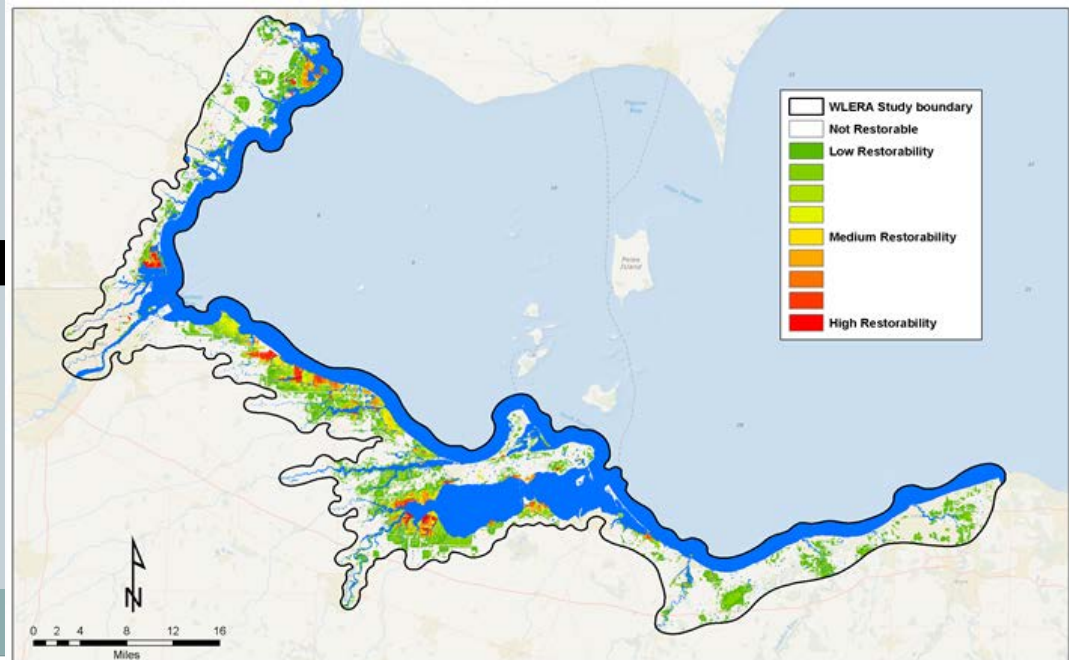 WLERA Study boundary
Not Restorable
Low Restorability
Medium Restorability
High Restorability
Pelee
Island
N
0 2 4 8 12 16
Miles